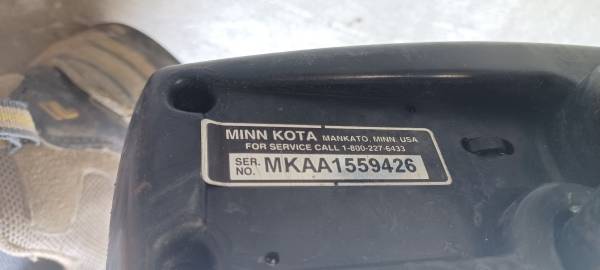 MINN KOTA MANKATO, MINN. USA
FOR SERVICE CALL 1-800-227-6433
SER. NO. MKAA1559426